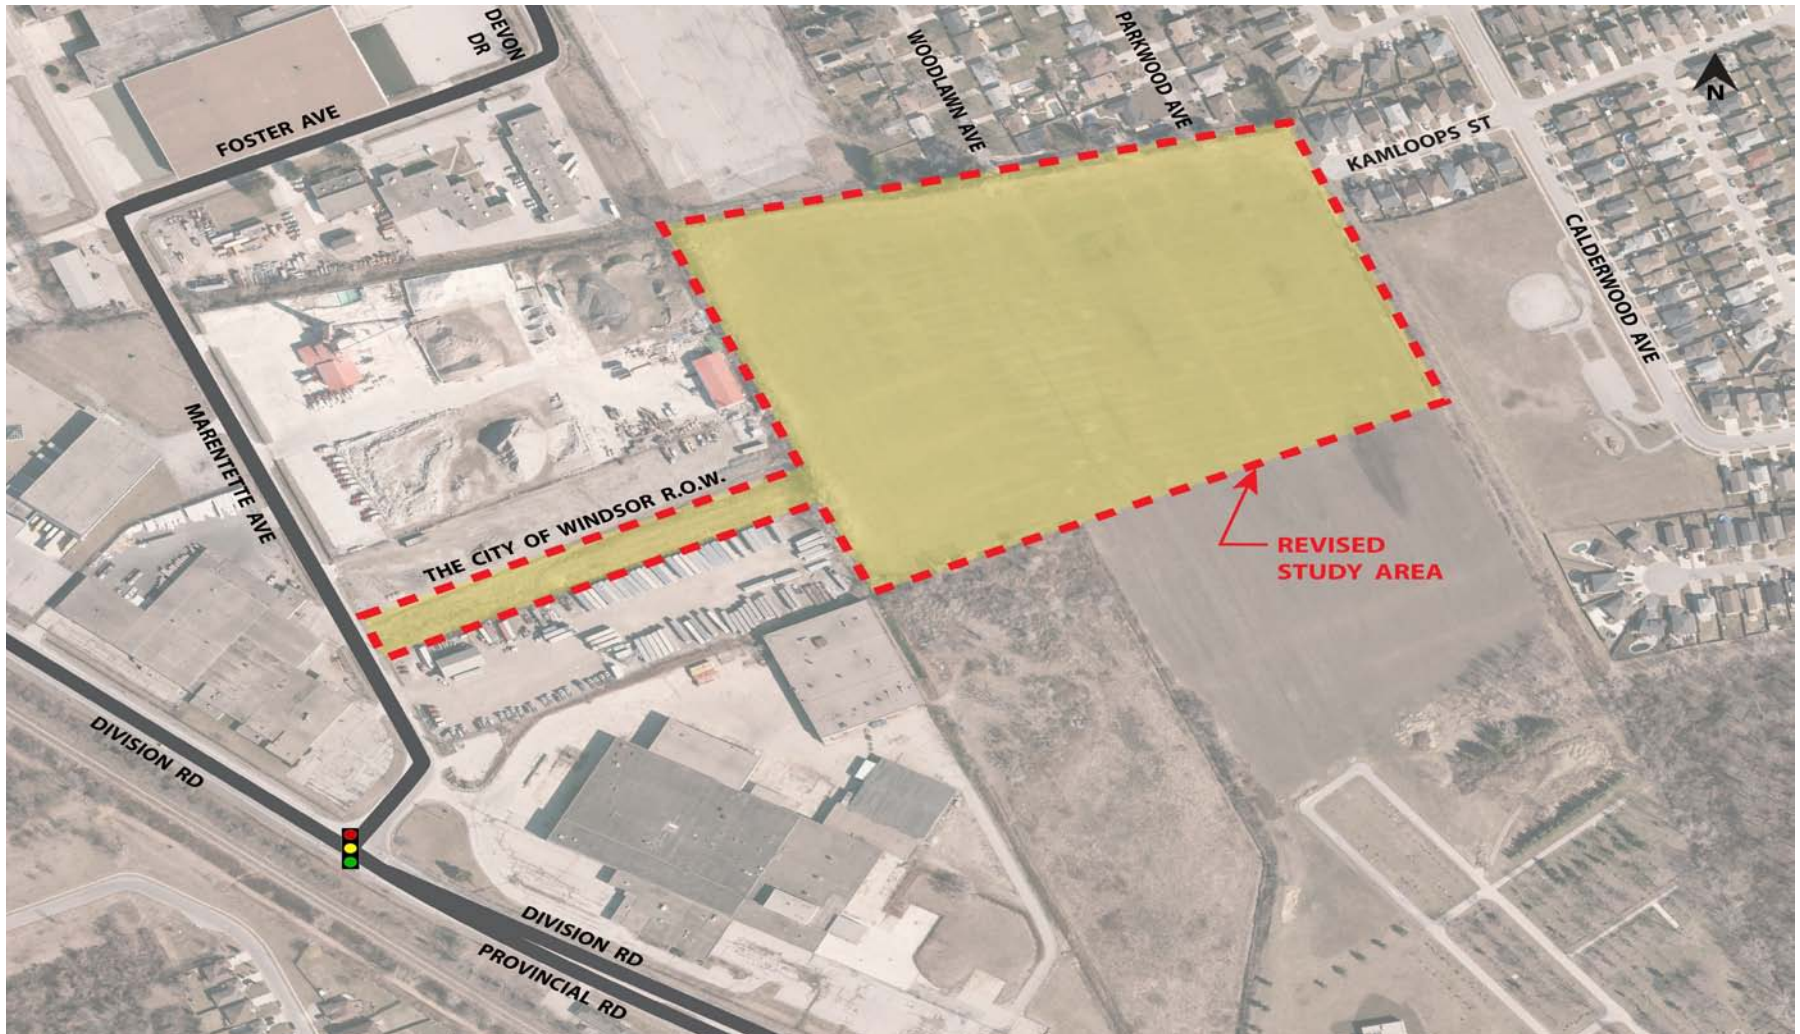 DEVON
DR
WOODLAWN AVE
PARKWOOD AVE
N
FOSTER AVE
KAMLOOPS ST
CALDERWOOD AVE
MARENTETTE AVE
THE CITY OF WINDSOR R.O.W.
REVISED
STUDY AREA
DIVISION RD
DIVISION RD
PROVINCIAL RD